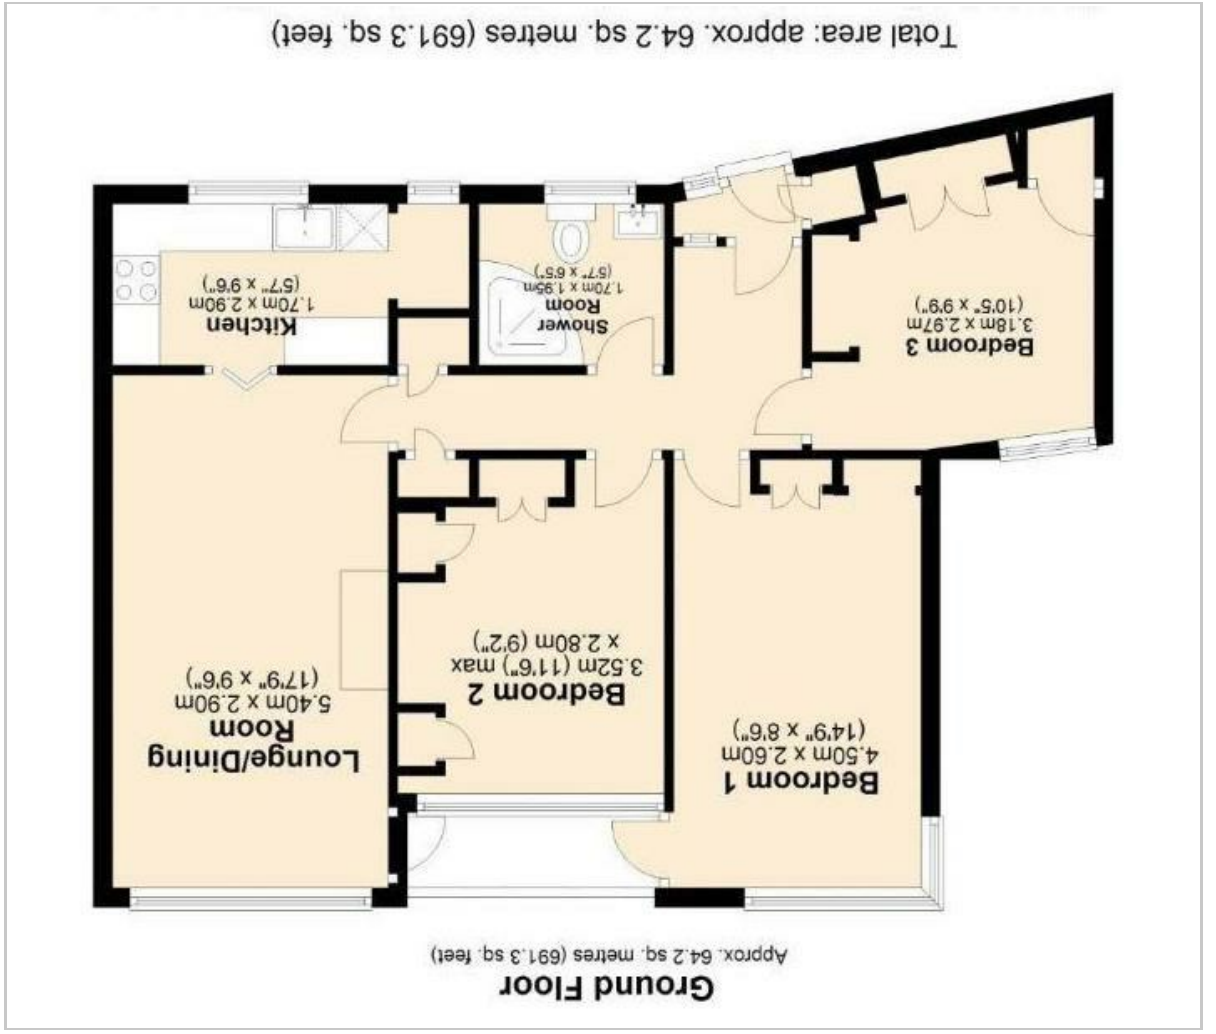 Ground Floor
Approx. 64.2 sq. metres (691.3 sq. feet)
Bedroom 1
4.50m x 2.60m
(14'9" x 8'6")
Lounge/Dining
Room
5.40m x 2.90m
(17'9" x 9'6")
Bedroom 2
3.52m (11'6") max
x 2.80m (9'2")
Bedroom 3
3.18m x 2.97m
(10'5" x 9'9")
Shower
Room
1.70m x 1.95m
(5'7" x 6'5")
Kitchen
1.70m x 2.90m
(5'7" x 9'6")
Total area: approx. 64.2 sq. metres (691.3 sq. feet)